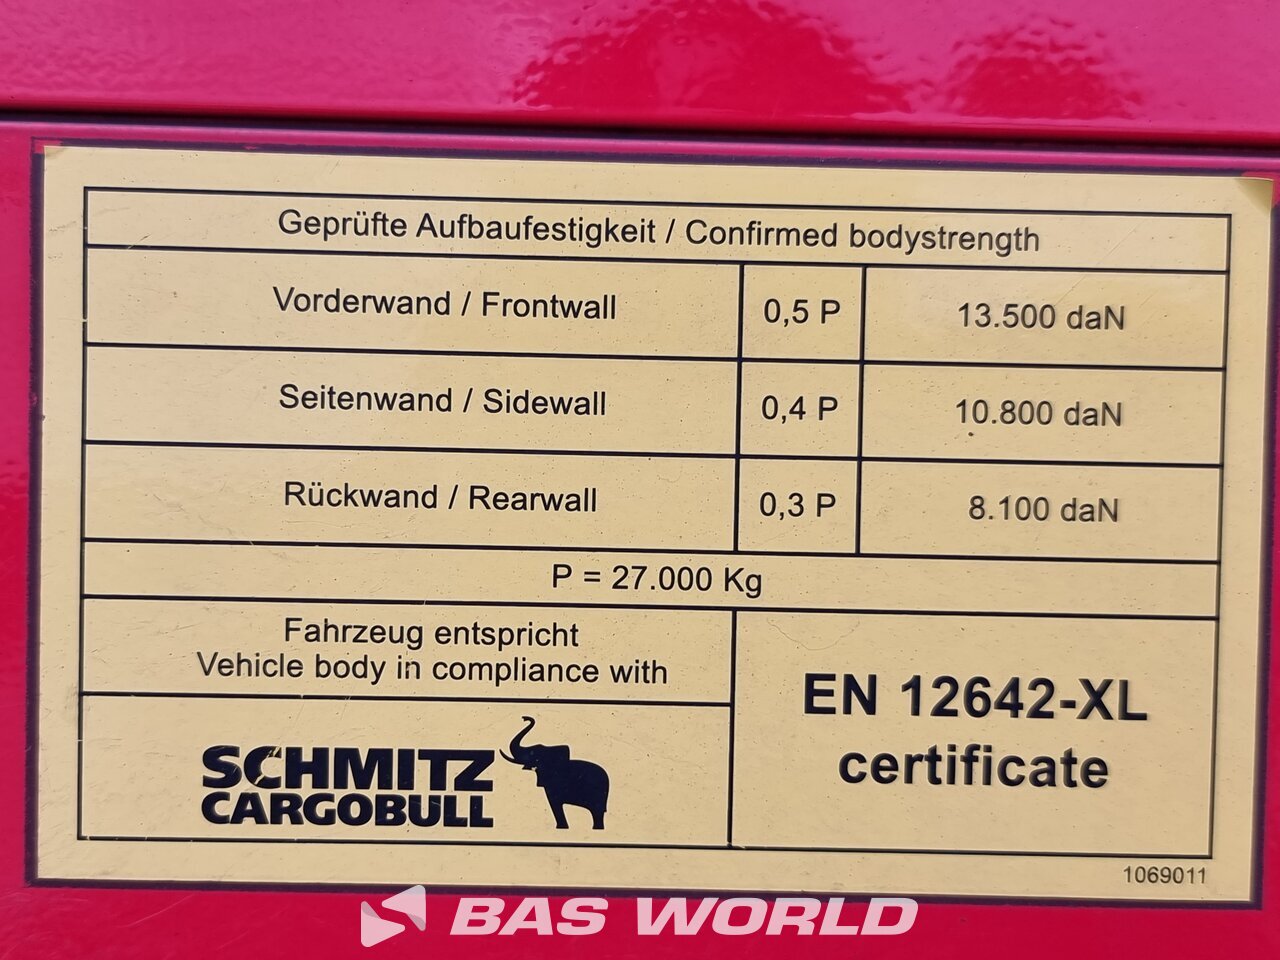 Geprüfte Aufbaufestigkeit / Confirmed bodystrength
Vorderwand / Frontwall 0,5 P 13.500 daN
Seitenwand / Sidewall 0,4 P 10.800 daN
Rückwand / Rearwall 0,3 P 8.100 daN
P = 27.000 Kg
Fahrzeug entspricht
Vehicle body in compliance with
EN 12642-XL
certificate
SCHMITZ
CARGOBULL
1069011
BAS WORLD